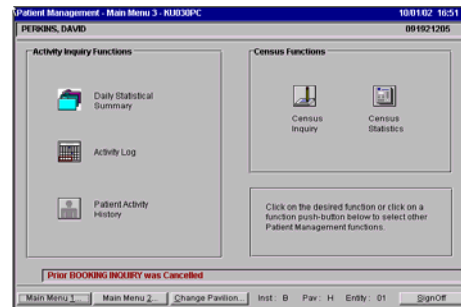 Patient Management - Main Menu 3 - KU030PC 10/01/02 16:51
PERKINS, DAVID 091921205
Activity Inquiry Functions
Daily Statistical
Summary
Activity Log
Patient Activity
History
Census Functions
Census
Inquiry
Census
Statistics
Click on the desired function or click on a
function push-button below to select other
Patient Management functions.
Prior BOOKING INQUIRY was Cancelled
Main Menu 1... Main Menu 2... Change Pavilion... Inst: B Pav: H Entity: 01 SignOff